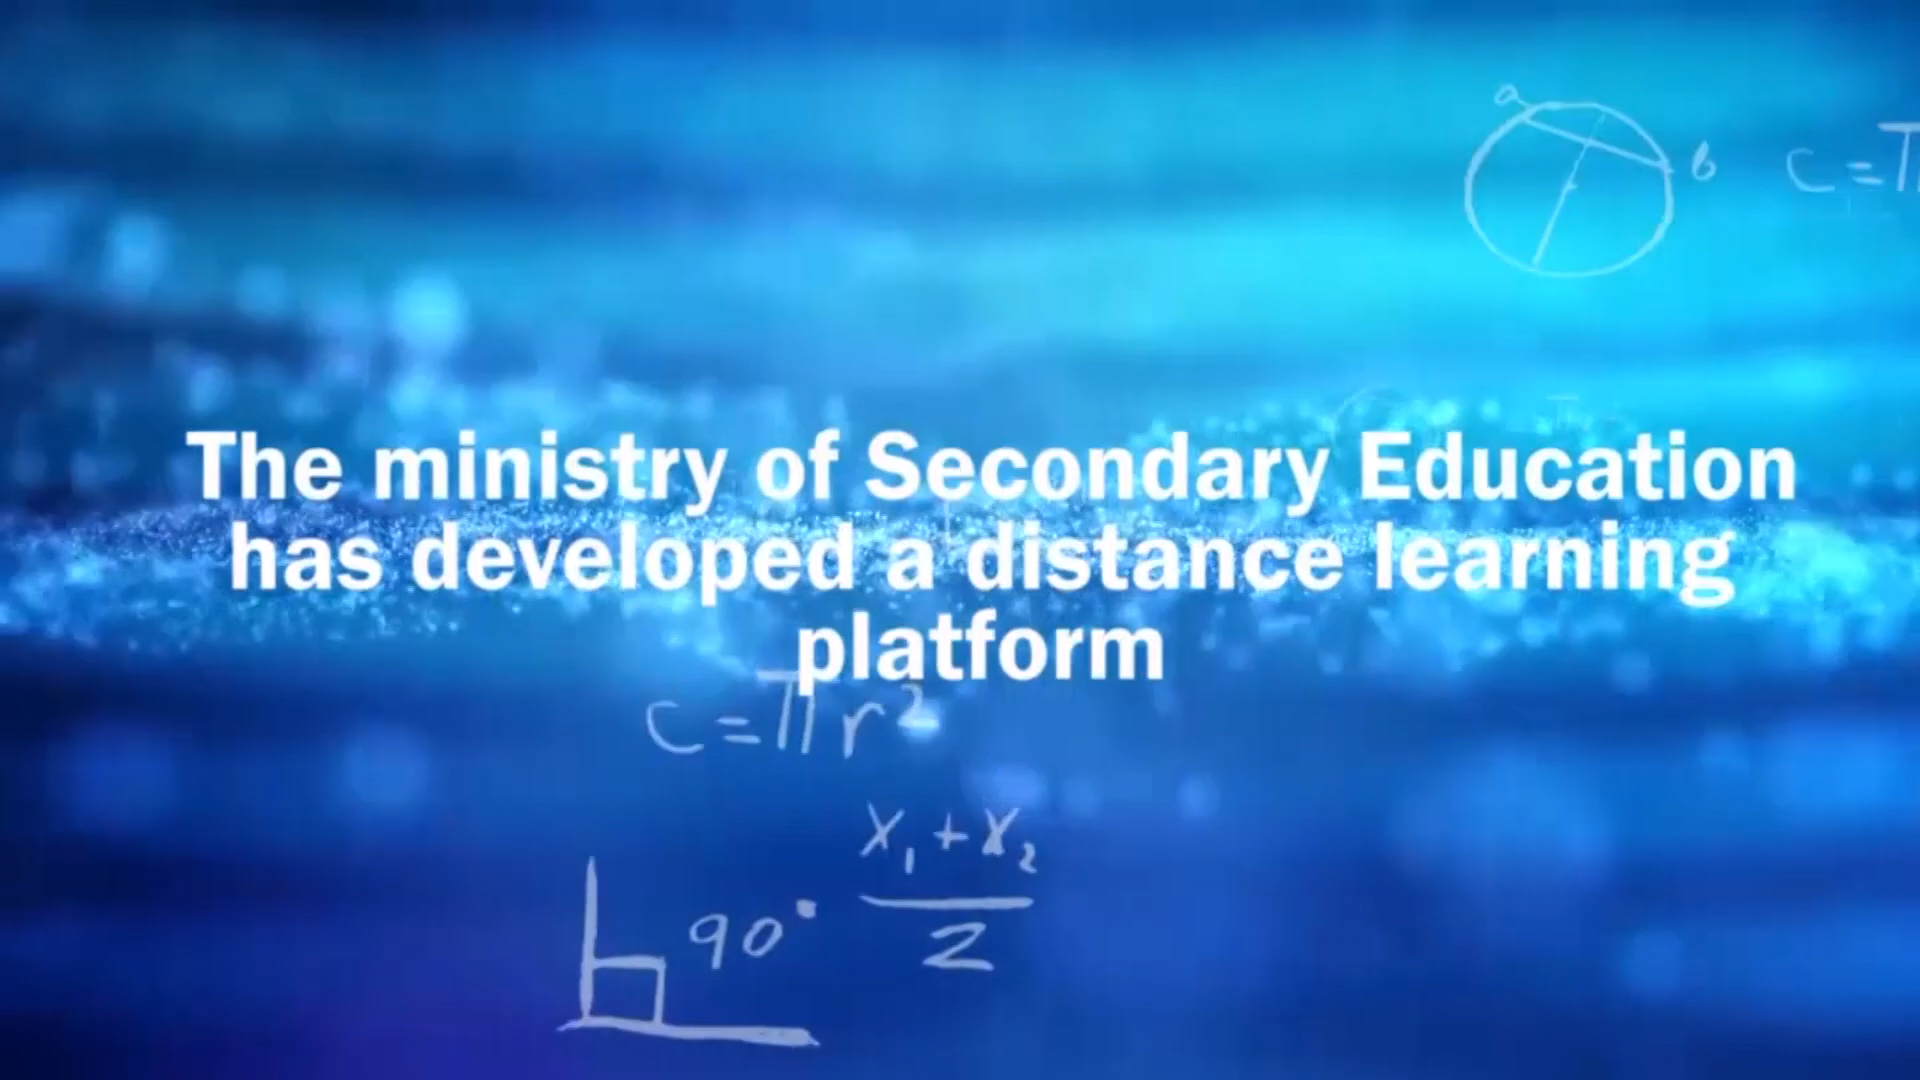 a
b C=π
The ministry of Secondary Education
has developed a distance learning
platform
C=πr²
x₁+x₂
90°
2